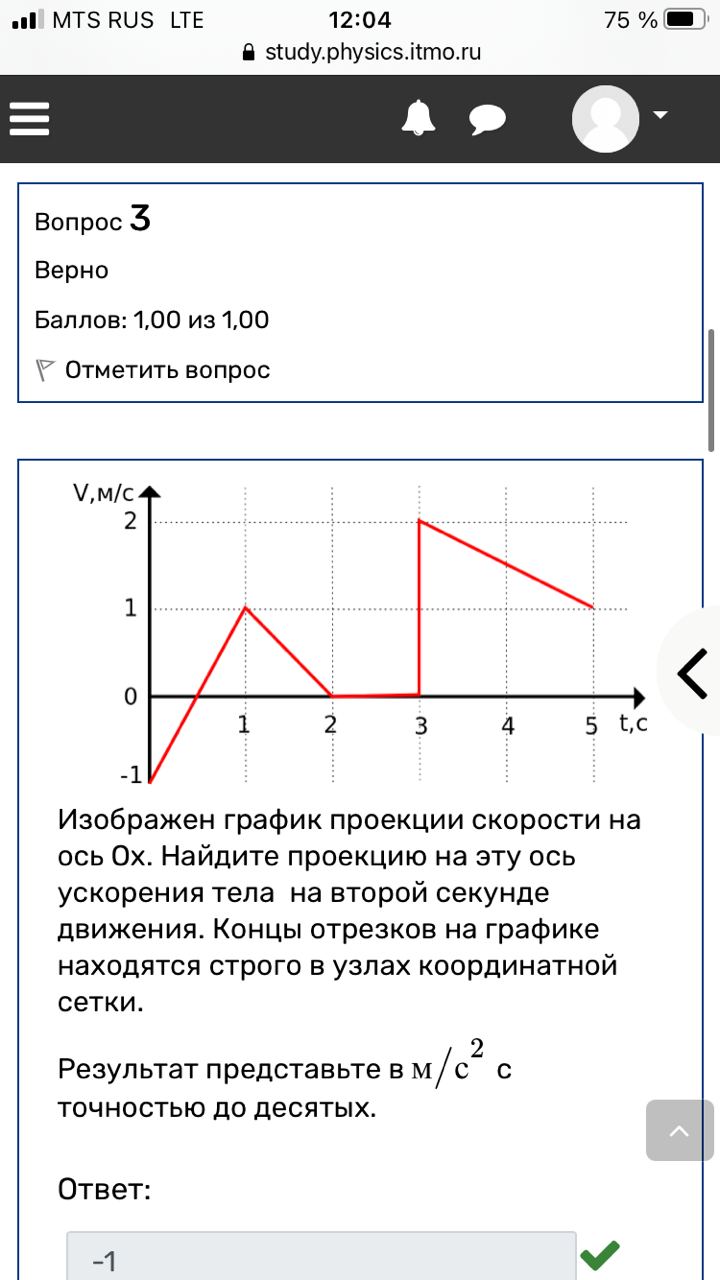 MTS RUS LTE 12:04 75 %
study.physics.itmo.ru
Вопрос 3
Верно
Баллов: 1,00 из 1,00
Отметить вопрос
V,м/с
2
1
0
-1
1 2 3 4 5 t,с
Изображен график проекции скорости на
ось Ох. Найдите проекцию на эту ось
ускорения тела на второй секунде
движения. Концы отрезков на графике
находятся строго в узлах координатной
сетки.
Результат представьте в м/с² с
точностью до десятых.
Ответ:
-1